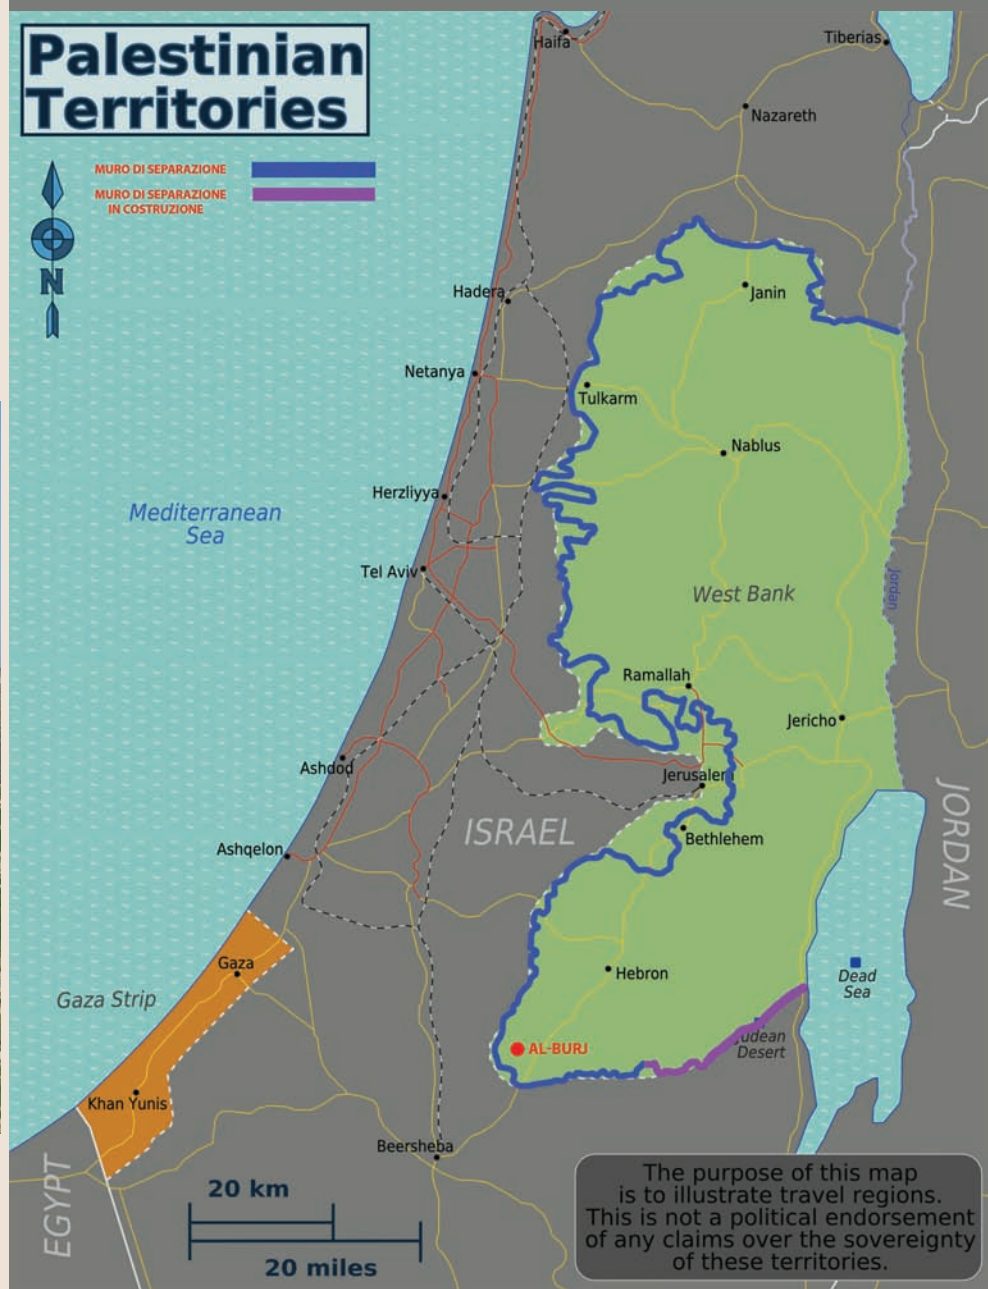 Palestinian
Territories
MURO DI SEPARAZIONE
MURO DI SEPARAZIONE
IN COSTRUZIONE
N
Haifa
Tiberias
Nazareth
Hadera
Janin
Netanya
Tulkarm
Nablus
Herzliyya
Mediterranean
Sea
Tel Aviv
Jordan
West Bank
Ramallah
Jericho
Ashdod
Jerusalem
ISRAEL
JORDAN
Ashqelon
Bethlehem
Gaza
Hebron
Dead
Sea
Gaza Strip
Judean
Desert
AL-BURJ
Khan Yunis
Beersheba
EGYPT
20 km
20 miles
The purpose of this map
is to illustrate travel regions.
This is not a political endorsement
of any claims over the sovereignty
of these territories.